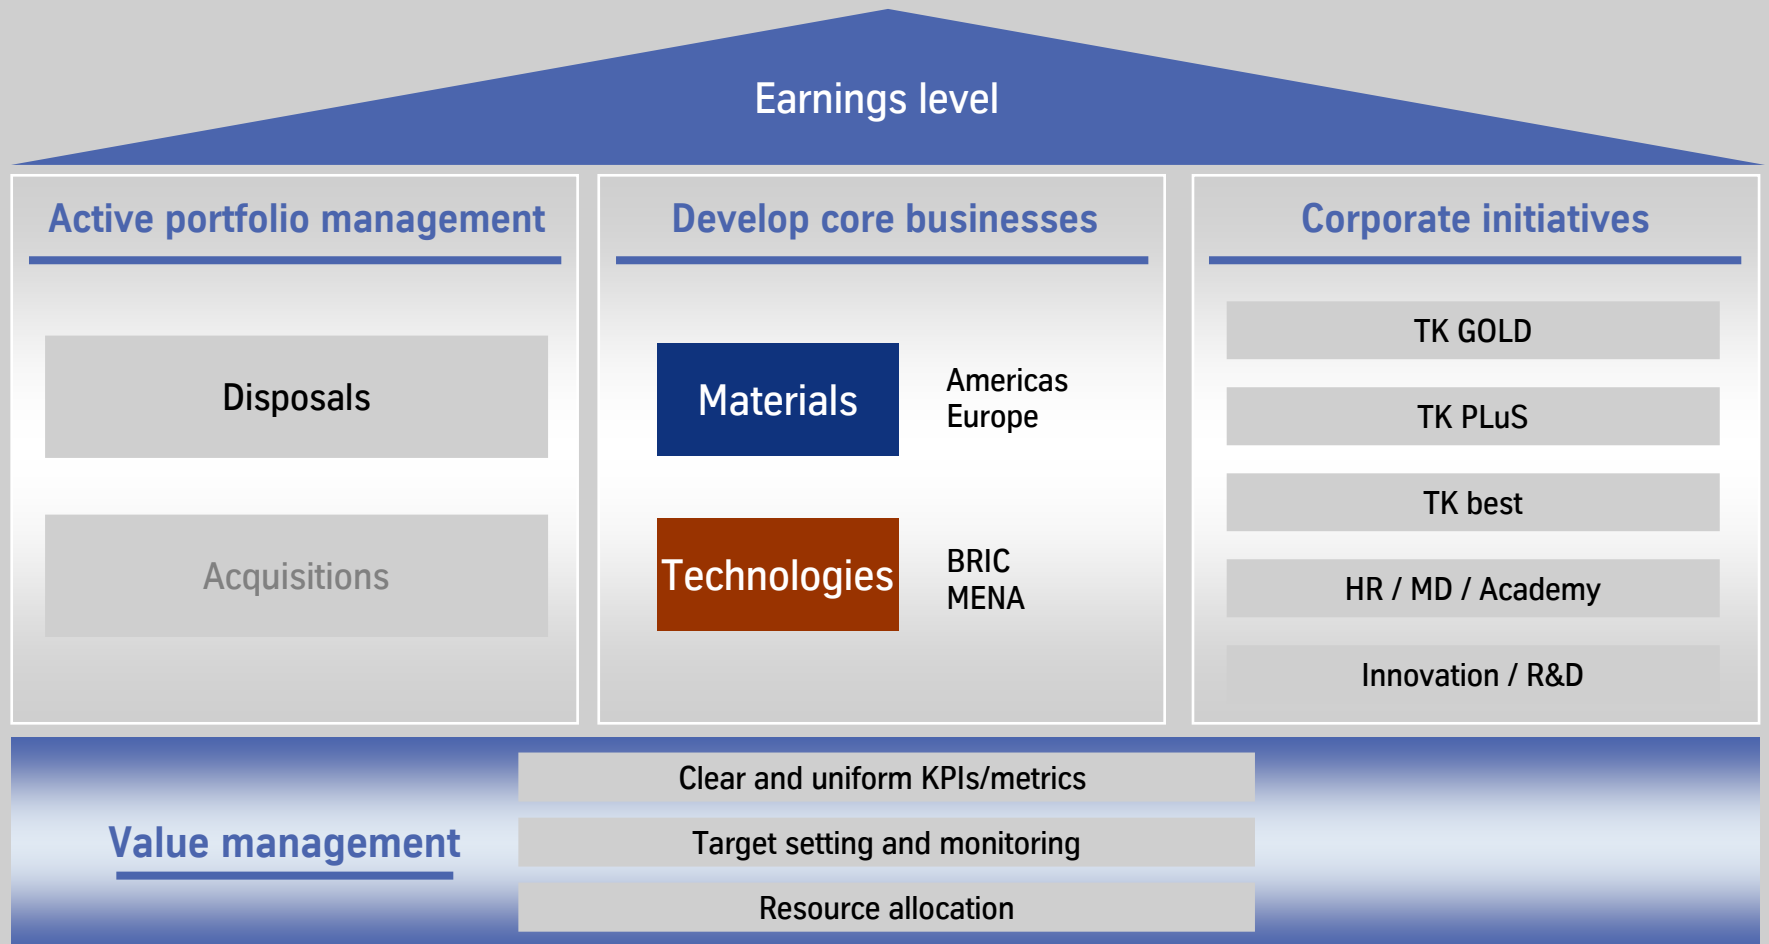 Earnings level
Active portfolio management
Disposals
Acquisitions
Develop core businesses
Materials
Americas
Europe
Technologies
BRIC
MENA
Corporate initiatives
TK GOLD
TK PLuS
TK best
HR / MD / Academy
Innovation / R&D
Value management
Clear and uniform KPIs/metrics
Target setting and monitoring
Resource allocation